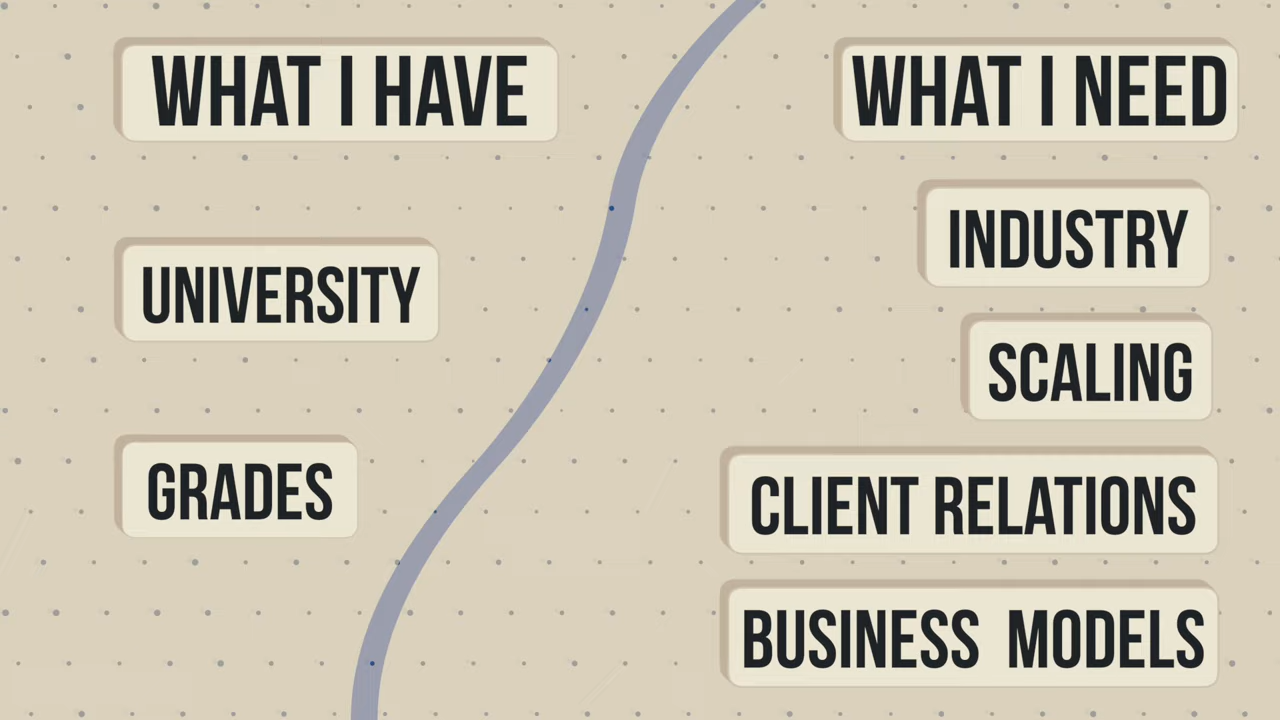 WHAT I HAVE
UNIVERSITY
GRADES
WHAT I NEED
INDUSTRY
SCALING
CLIENT RELATIONS
BUSINESS MODELS